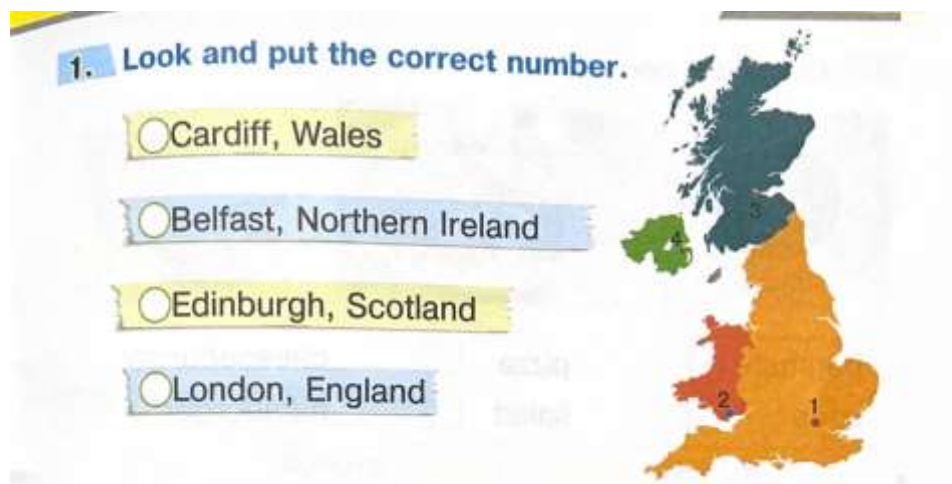 1. Look and put the correct number.
Cardiff, Wales
Belfast, Northern Ireland
Edinburgh, Scotland
London, England
3
4
2
1